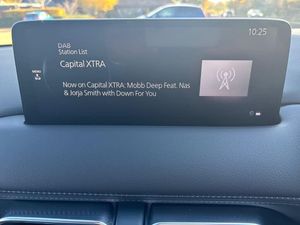 10:25
DAB
Station List
MENU
Capital XTRA
Now on Capital XTRA: Mobb Deep Feat. Nas
& Jorja Smith with Down For You